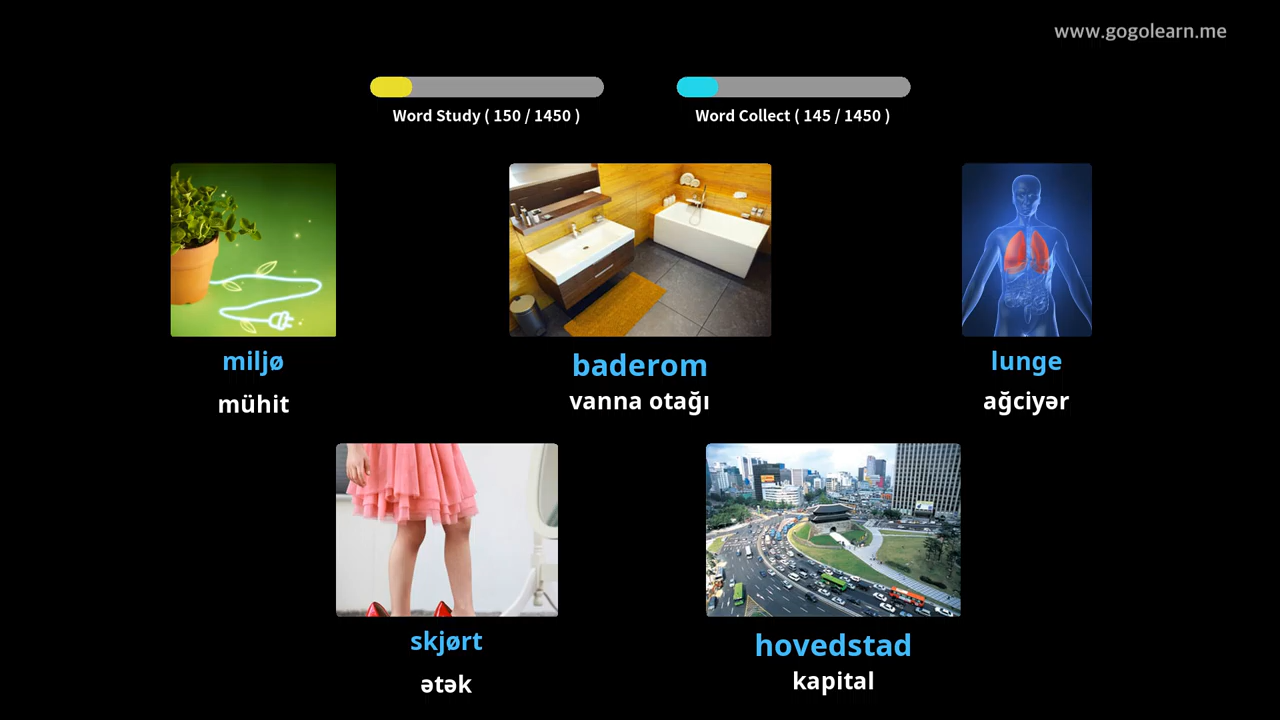 www.gogolearn.me
Word Study ( 150 / 1450 )
Word Collect ( 145 / 1450 )
miljø
mühit
baderom
vanna otağı
lunge
ağciyər
skjørt
ətək
hovedstad
kapital